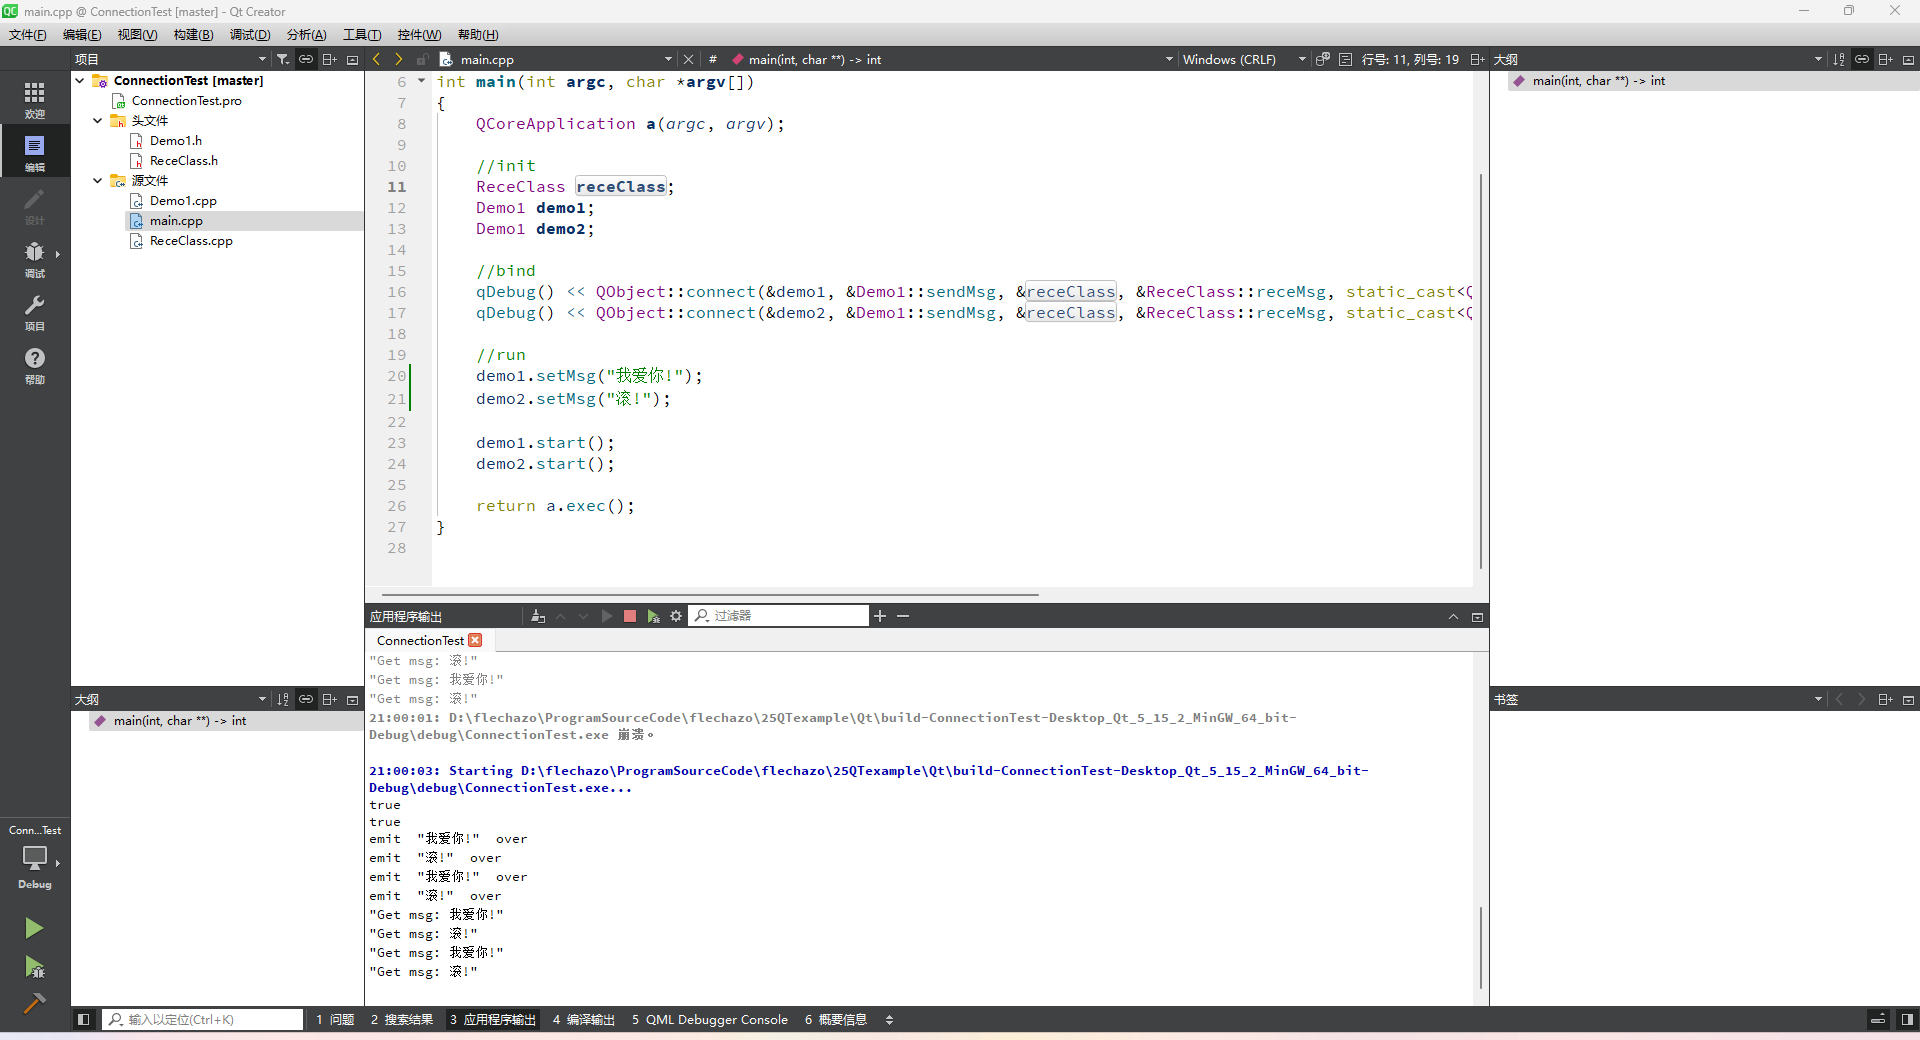 main.cpp @ ConnectionTest [master] - Qt Creator
文件(F) 编辑(E) 视图(V) 构建(B) 调试(D) 分析(A) 工具(T) 控件(W) 帮助(H)
项目
main.cpp
#
main(int, char **) -> int
Windows (CRLF)
行号: 11, 列号: 19
大纲
欢迎
编辑
设计
调试
项目
帮助
Conn...Test
Debug
ConnectionTest [master]
ConnectionTest.pro
头文件
Demo1.h
ReceClass.h
源文件
Demo1.cpp
main.cpp
ReceClass.cpp
6 int main(int argc, char *argv[])
7 {
8     QCoreApplication a(argc, argv);
9
10     //init
11     ReceClass receClass;
12     Demo1 demo1;
13     Demo1 demo2;
14
15     //bind
16     qDebug() << QObject::connect(&demo1, &Demo1::sendMsg, &receClass, &ReceClass::receMsg, static_cast<Q
17     qDebug() << QObject::connect(&demo2, &Demo1::sendMsg, &receClass, &ReceClass::receMsg, static_cast<Q
18
19     //run
20     demo1.setMsg("我爱你!");
21     demo2.setMsg("滚!");
22
23     demo1.start();
24     demo2.start();
25
26     return a.exec();
27 }
28
main(int, char **) -> int
大纲
main(int, char **) -> int
应用程序输出
过滤器
ConnectionTest
"Get msg: 滚!"
"Get msg: 我爱你!"
"Get msg: 滚!"
21:00:01: D:\flechazo\ProgramSourceCode\flechazo\25QTexample\Qt\build-ConnectionTest-Desktop_Qt_5_15_2_MinGW_64_bit-
Debug\debug\ConnectionTest.exe 崩溃。
21:00:03: Starting D:\flechazo\ProgramSourceCode\flechazo\25QTexample\Qt\build-ConnectionTest-Desktop_Qt_5_15_2_MinGW_64_bit-
Debug\debug\ConnectionTest.exe...
true
true
emit  "我爱你!"  over
emit  "滚!"  over
emit  "我爱你!"  over
emit  "滚!"  over
"Get msg: 我爱你!"
"Get msg: 滚!"
"Get msg: 我爱你!"
"Get msg: 滚!"
书签
输入以定位(Ctrl+K)
1 问题 2 搜索结果 3 应用程序输出 4 编译输出 5 QML Debugger Console 6 概要信息